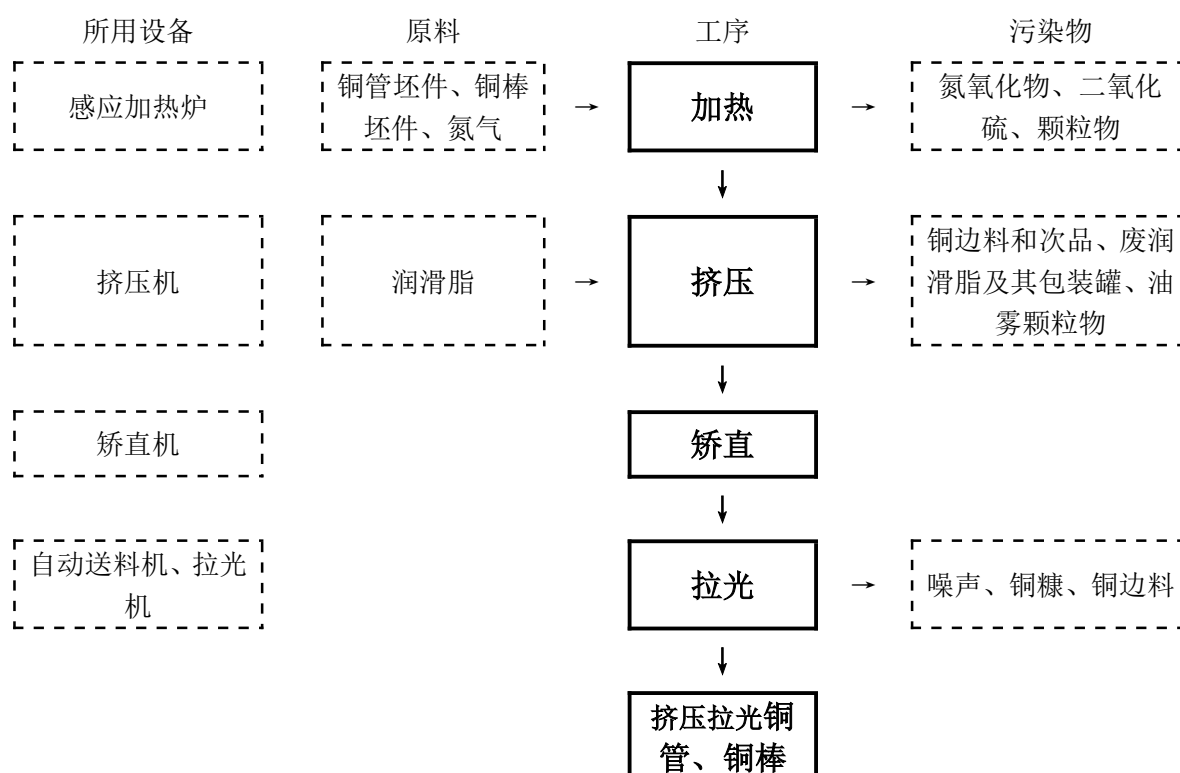 所用设备 原料 工序 污染物
感应加热炉
铜管坯件、铜棒
坯件、氮气
→
加热
→
氮氧化物、二氧化
硫、颗粒物
↓
挤压机
润滑脂
→
挤压
→
铜边料和次品、废润
滑脂及其包装罐、油
雾颗粒物
↓
矫直机
矫直
↓
自动送料机、拉光
机
拉光
→
噪声、铜糠、铜边料
↓
挤压拉光铜
管、铜棒